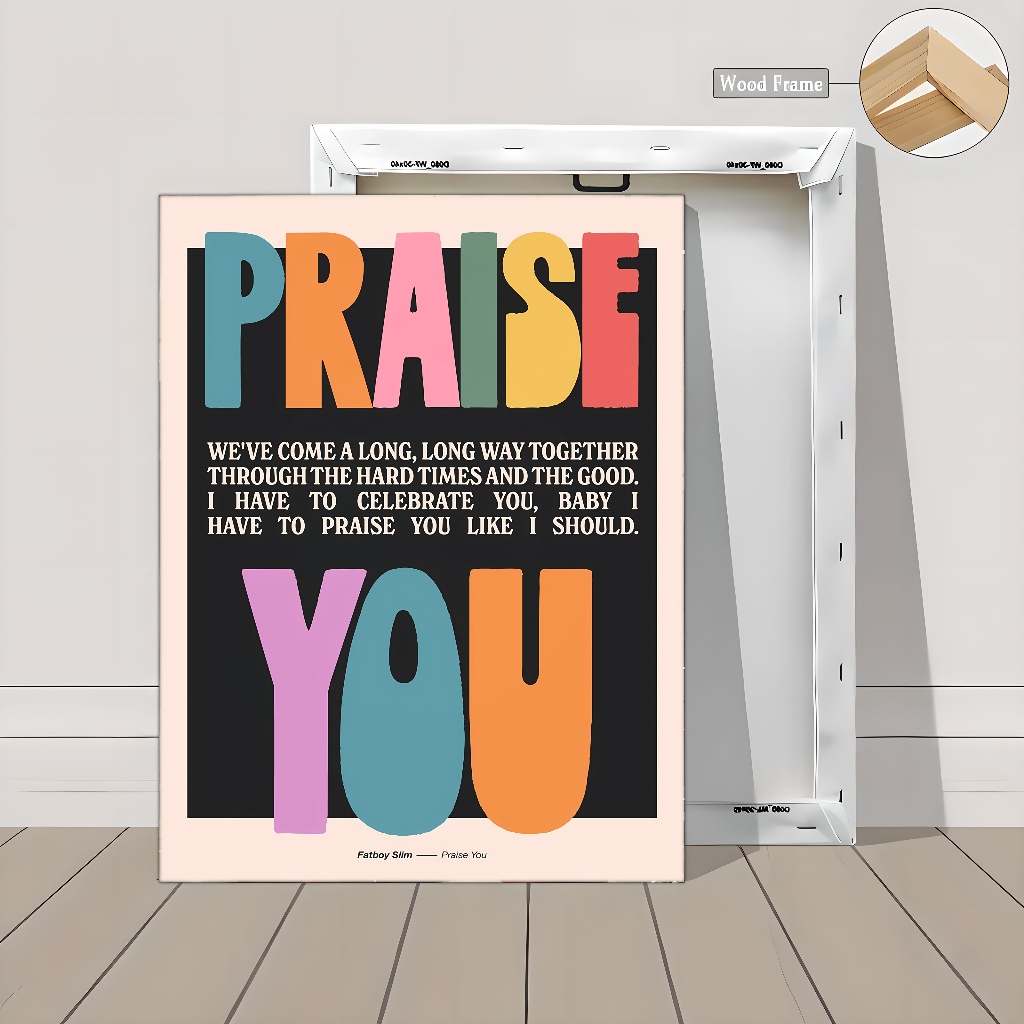 Wood Frame
PRAISE
WE'VE COME A LONG, LONG WAY TOGETHER
THROUGH THE HARD TIMES AND THE GOOD.
I HAVE TO CELEBRATE YOU, BABY I
HAVE TO PRAISE YOU LIKE I SHOULD.
YOU
Fatboy Slim —— Praise You